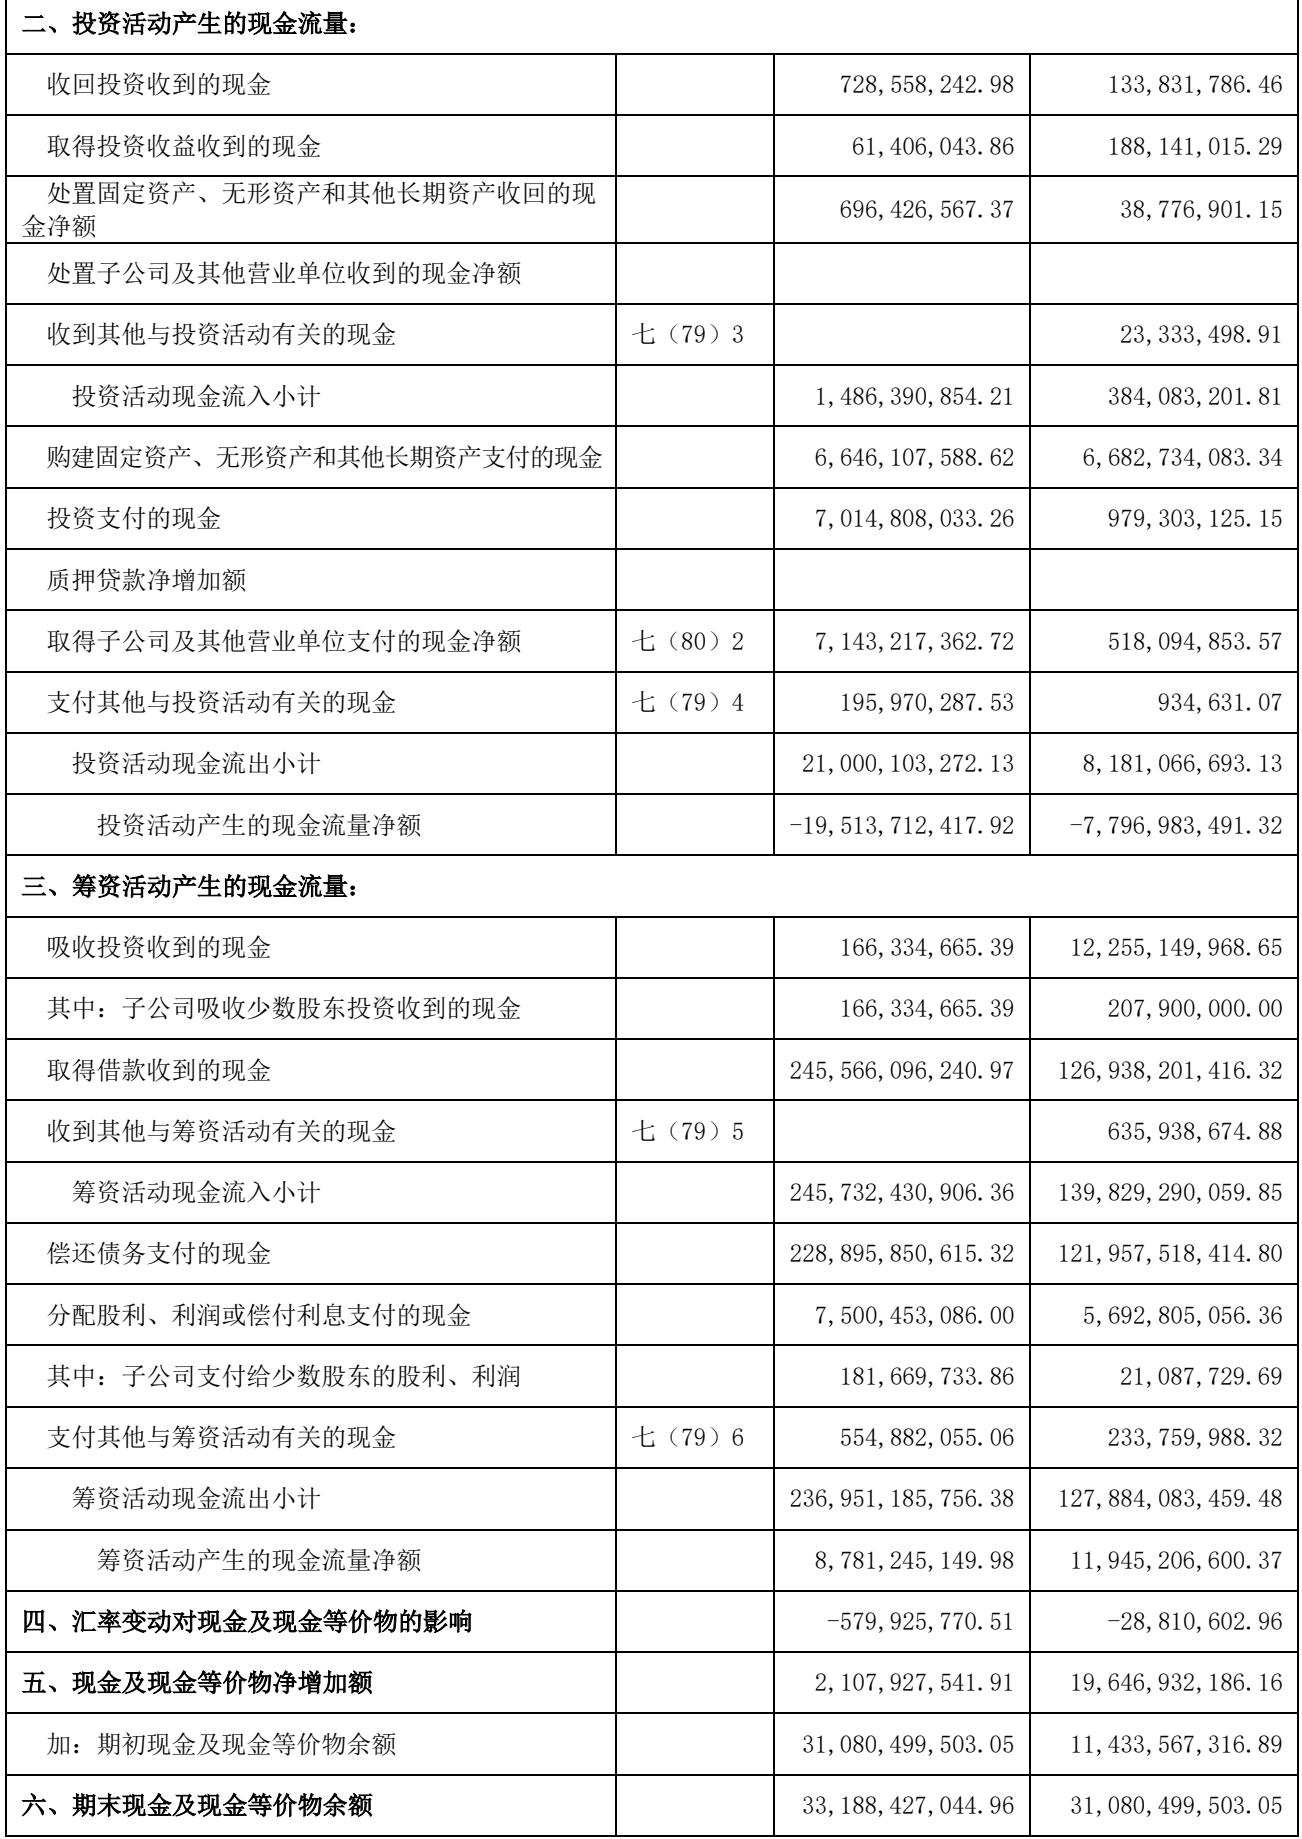 二、投资活动产生的现金流量：
收回投资收到的现金 728,558,242.98 133,831,786.46
取得投资收益收到的现金 61,406,043.86 188,141,015.29
处置固定资产、无形资产和其他长期资产收回的现
金净额 696,426,567.37 38,776,901.15
处置子公司及其他营业单位收到的现金净额
收到其他与投资活动有关的现金 七（79）3 23,333,498.91
投资活动现金流入小计 1,486,390,854.21 384,083,201.81
购建固定资产、无形资产和其他长期资产支付的现金 6,646,107,588.62 6,682,734,083.34
投资支付的现金 7,014,808,033.26 979,303,125.15
质押贷款净增加额
取得子公司及其他营业单位支付的现金净额 七（80）2 7,143,217,362.72 518,094,853.57
支付其他与投资活动有关的现金 七（79）4 195,970,287.53 934,631.07
投资活动现金流出小计 21,000,103,272.13 8,181,066,693.13
投资活动产生的现金流量净额 -19,513,712,417.92 -7,796,983,491.32
三、筹资活动产生的现金流量：
吸收投资收到的现金 166,334,665.39 12,255,149,968.65
其中：子公司吸收少数股东投资收到的现金 166,334,665.39 207,900,000.00
取得借款收到的现金 245,566,096,240.97 126,938,201,416.32
收到其他与筹资活动有关的现金 七（79）5 635,938,674.88
筹资活动现金流入小计 245,732,430,906.36 139,829,290,059.85
偿还债务支付的现金 228,895,850,615.32 121,957,518,414.80
分配股利、利润或偿付利息支付的现金 7,500,453,086.00 5,692,805,056.36
其中：子公司支付给少数股东的股利、利润 181,669,733.86 21,087,729.69
支付其他与筹资活动有关的现金 七（79）6 554,882,055.06 233,759,988.32
筹资活动现金流出小计 236,951,185,756.38 127,884,083,459.48
筹资活动产生的现金流量净额 8,781,245,149.98 11,945,206,600.37
四、汇率变动对现金及现金等价物的影响 -579,925,770.51 -28,810,602.96
五、现金及现金等价物净增加额 2,107,927,541.91 19,646,932,186.16
加：期初现金及现金等价物余额 31,080,499,503.05 11,433,567,316.89
六、期末现金及现金等价物余额 33,188,427,044.96 31,080,499,503.05